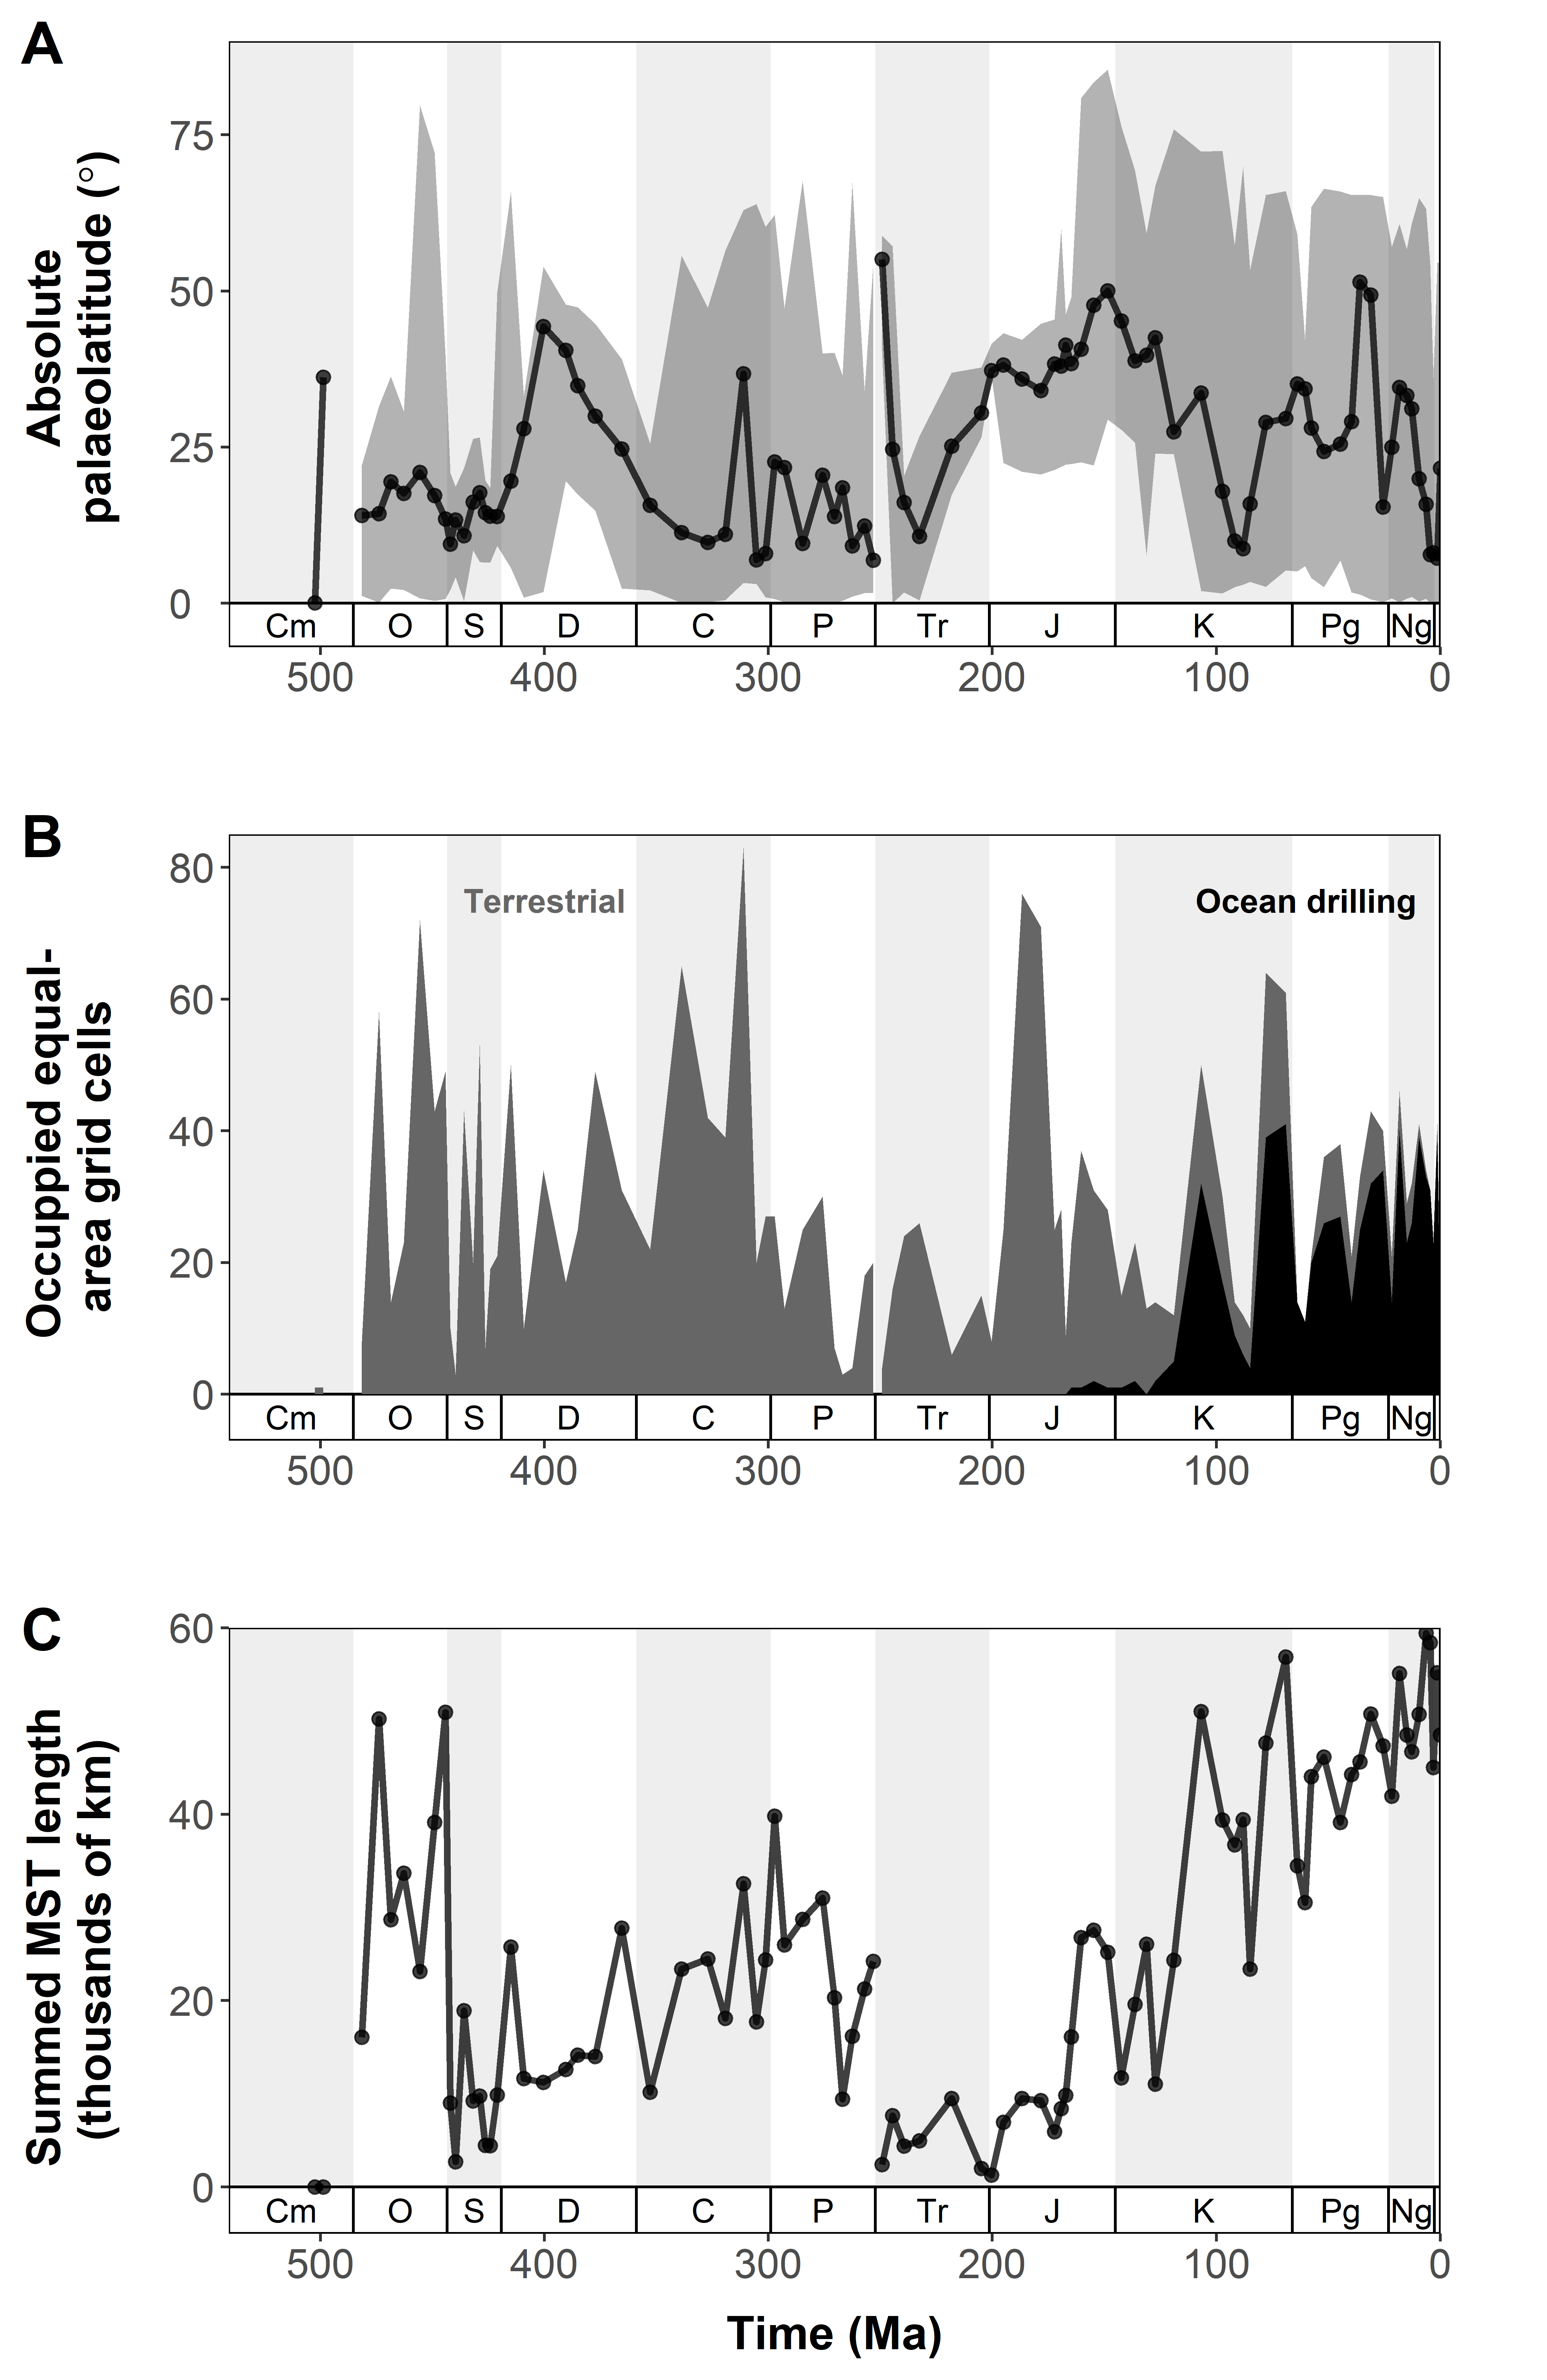 A
Absolute
palaeolatitude (°)
75
50
25
0
Cm O S D C P Tr J K Pg Ng
500 400 300 200 100 0
B
Occuppied equal-
area grid cells
80
60
40
20
0
Terrestrial
Ocean drilling
Cm O S D C P Tr J K Pg Ng
500 400 300 200 100 0
C
Summed MST length
(thousands of km)
60
40
20
0
Cm O S D C P Tr J K Pg Ng
500 400 300 200 100 0
Time (Ma)